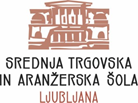 SREDNJA TRGOVSKA
IN ARANŽERSKA ŠOLA
LJUBLJANA